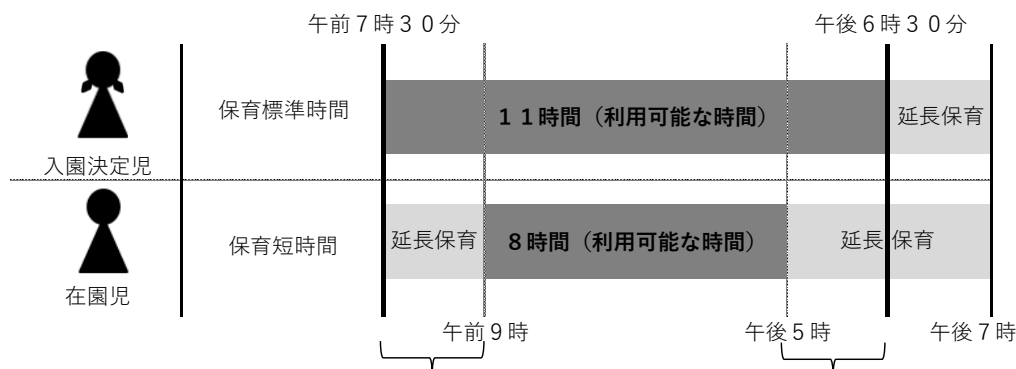 午前７時３０分
午後６時３０分
保育標準時間
１１時間（利用可能な時間）
延長保育
入園決定児
保育短時間
延長保育
８時間（利用可能な時間）
延長保育
在園児
午前９時
午後５時
午後７時